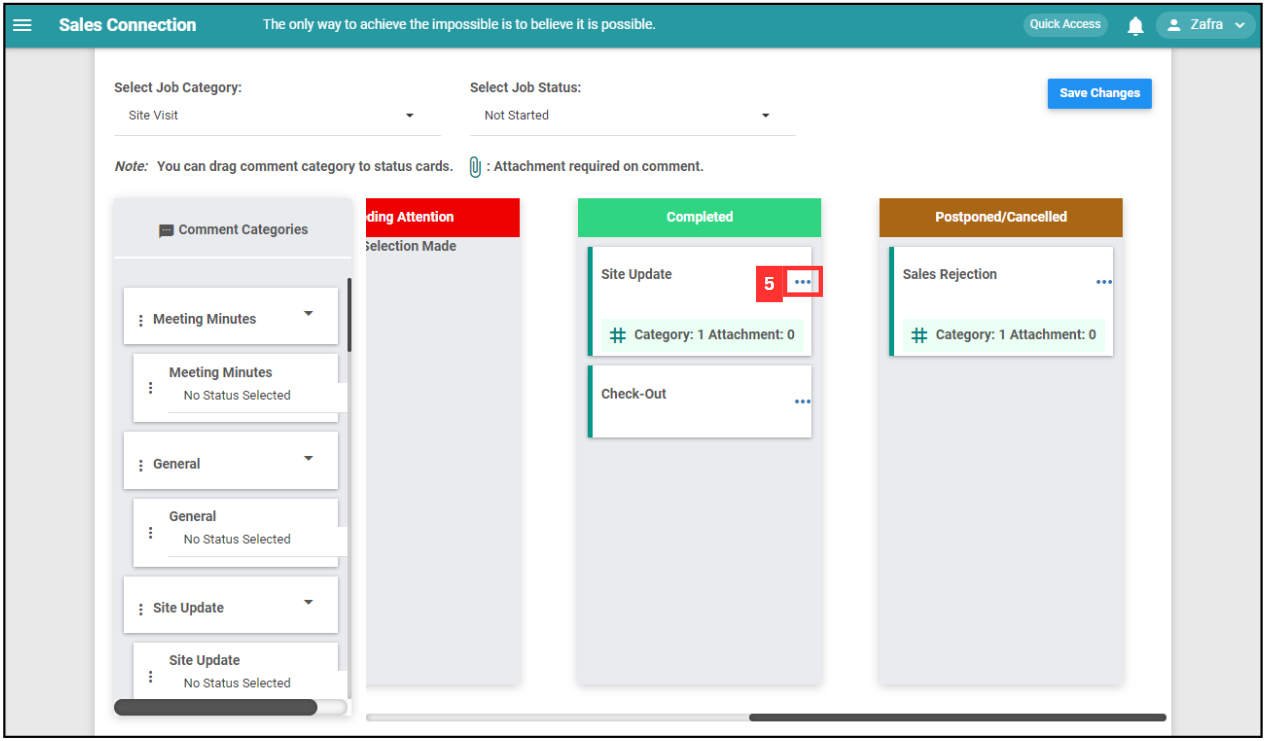 Sales Connection
The only way to achieve the impossible is to believe it is possible.
Quick Access
Zafra
Select Job Category:
Select Job Status:
Save Changes
Site Visit
Not Started
Note: You can drag comment category to status cards.
: Attachment required on comment.
Comment Categories
Meeting Minutes
Meeting Minutes
No Status Selected
General
General
No Status Selected
Site Update
Site Update
No Status Selected
ding Attention
Selection Made
Completed
Site Update
5
Category: 1 Attachment: 0
Check-Out
Postponed/Cancelled
Sales Rejection
Category: 1 Attachment: 0